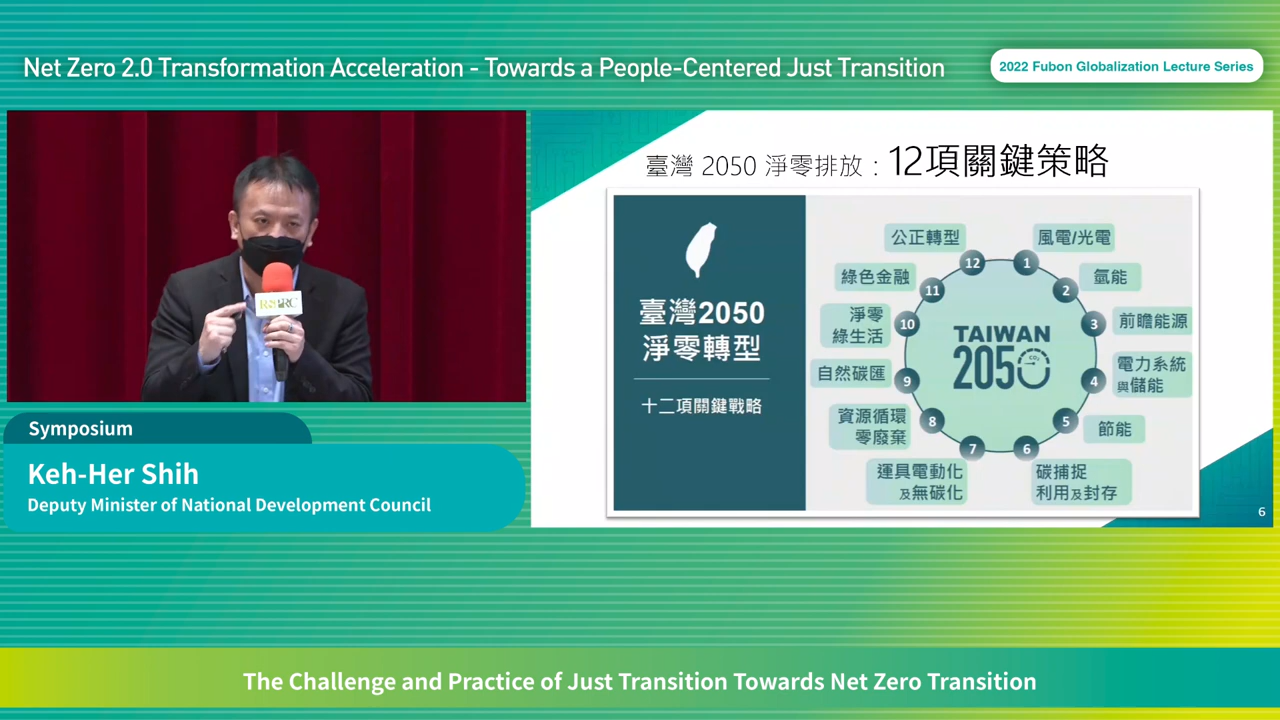 Net Zero 2.0 Transformation Acceleration - Towards a People-Centered Just Transition
2022 Fubon Globalization Lecture Series
RSPRC
Symposium
Keh-Her Shih
Deputy Minister of National Development Council
臺灣 2050 淨零排放：12項關鍵策略
臺灣2050
淨零轉型
十二項關鍵戰略
TAIWAN
2050
CO2
1
風電/光電
2
氫能
3
前瞻能源
4
電力系統
與儲能
5
節能
6
碳捕捉
利用及封存
7
運具電動化
及無碳化
8
資源循環
零廢棄
9
自然碳匯
10
淨零
綠生活
11
綠色金融
12
公正轉型
6
The Challenge and Practice of Just Transition Towards Net Zero Transition